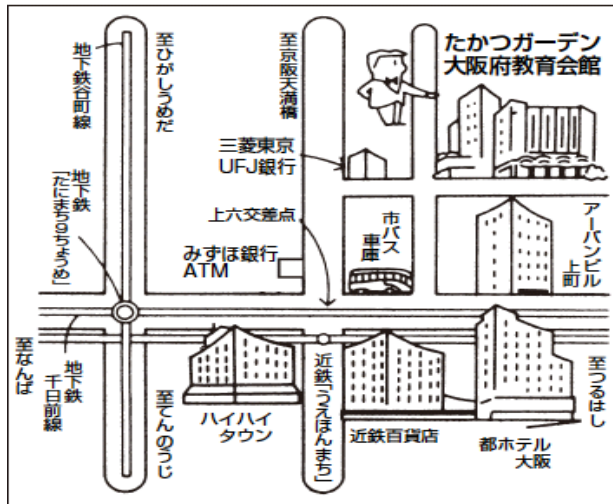 たかつガーデン
大阪府教育会館
至ひがしうめだ
地下鉄谷町線
至京阪天満橋
三菱東京
UFJ銀行
地下鉄
「たにまち9ちょうめ」
上六交差点
みずほ銀行
ATM
市バス
車庫
アーバンビル
上町
至なんば
地下鉄
千日前線
至てんのうじ
ハイハイ
タウン
近鉄「うえほんまち」
近鉄百貨店
都ホテル
大阪
至つるはし